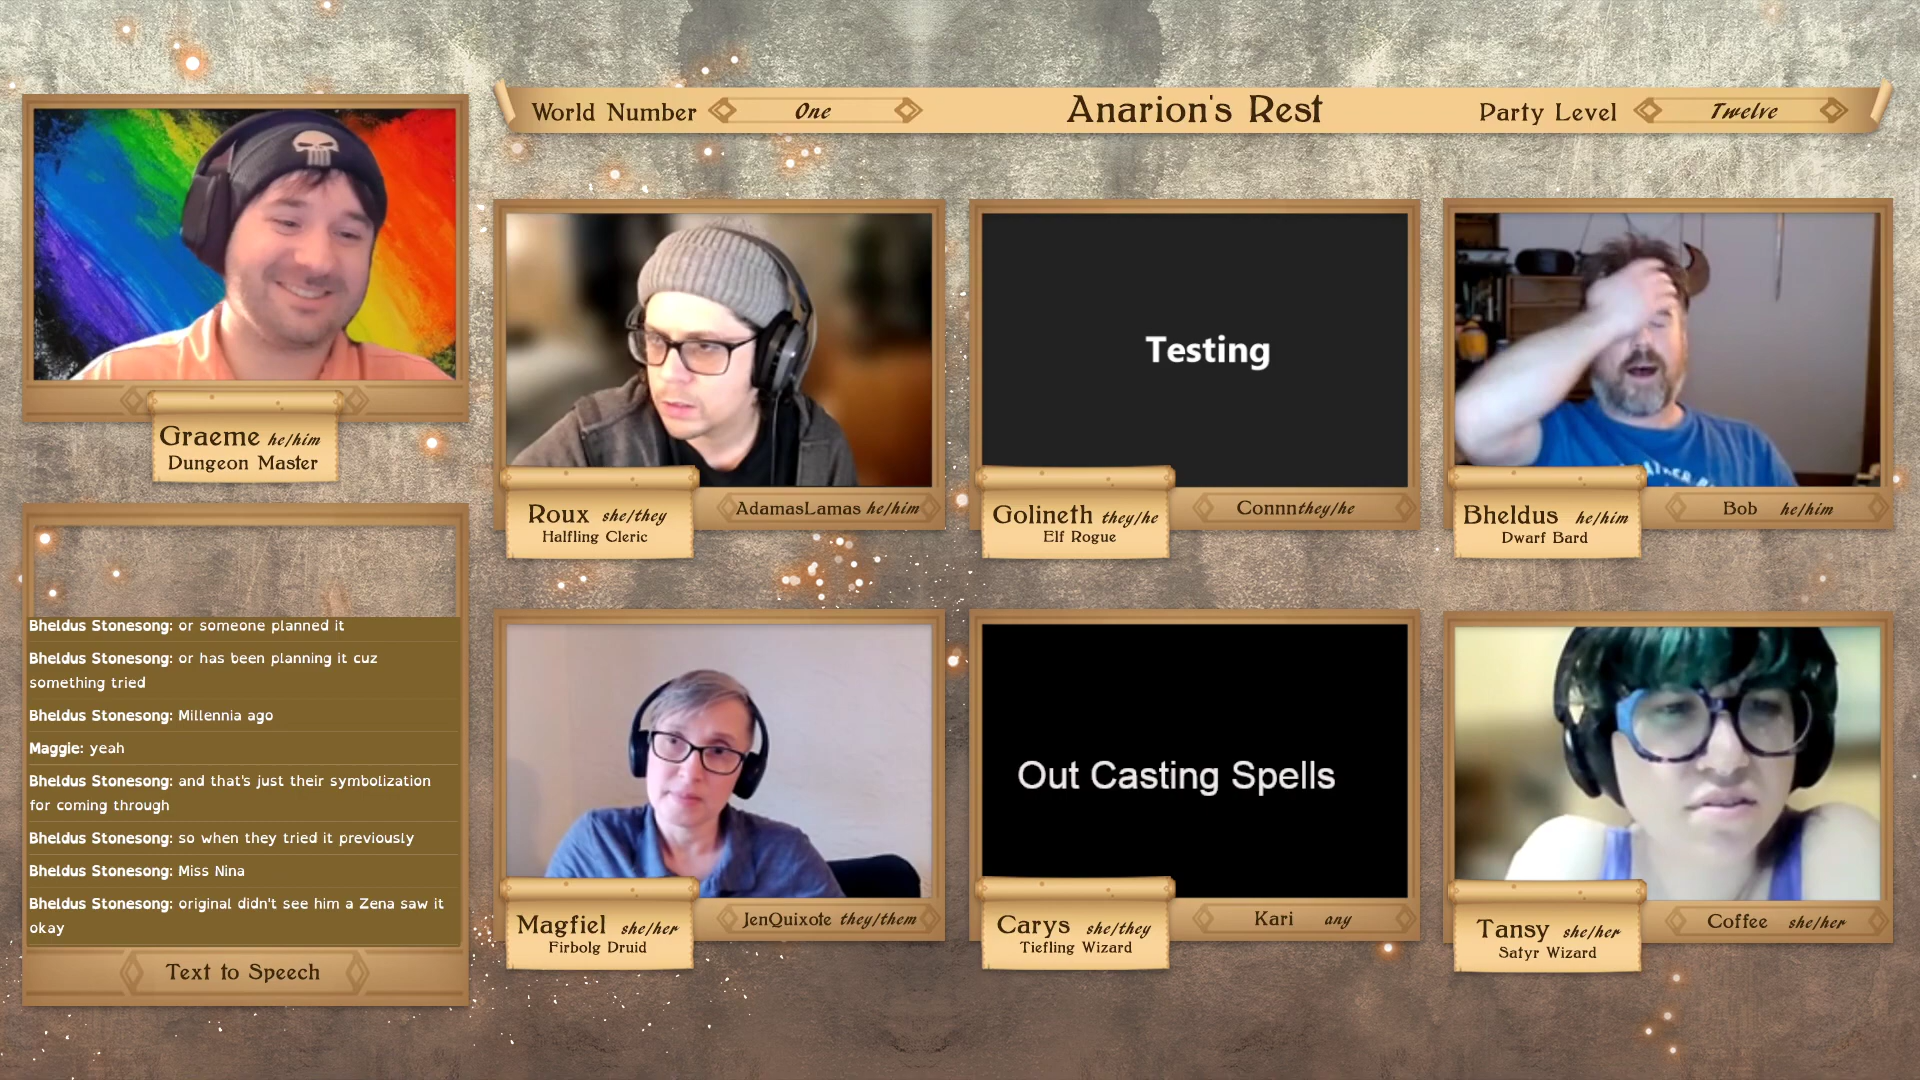 World Number One
Anarion's Rest
Party Level Twelve
Graeme he/him
Dungeon Master
Testing
Roux she/they
Halfling Cleric
AdamasLamas he/him
Golineth they/he
Elf Rogue
Connn they/he
Bheldus he/him
Dwarf Bard
Bob he/him
Bheldus Stonesong: or someone planned it
Bheldus Stonesong: or has been planning it cuz
something tried
Bheldus Stonesong: Millennia ago
Maggie: yeah
Bheldus Stonesong: and that's just their symbolization
for coming through
Bheldus Stonesong: so when they tried it previously
Bheldus Stonesong: Miss Nina
Bheldus Stonesong: original didn't see him a Zena saw it
okay
Text to Speech
Out Casting Spells
Magfiel she/her
Firbolg Druid
JenQuixote they/them
Carys she/they
Tiefling Wizard
Kari any
Tansy she/her
Satyr Wizard
Coffee she/her